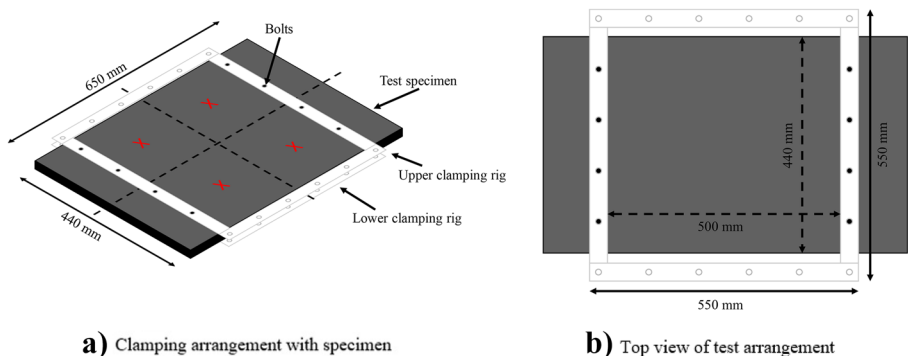 Bolts
650 mm
Test specimen
Upper clamping rig
Lower clamping rig
440 mm
a) Clamping arrangement with specimen
440 mm
550 mm
500 mm
550 mm
b) Top view of test arrangement